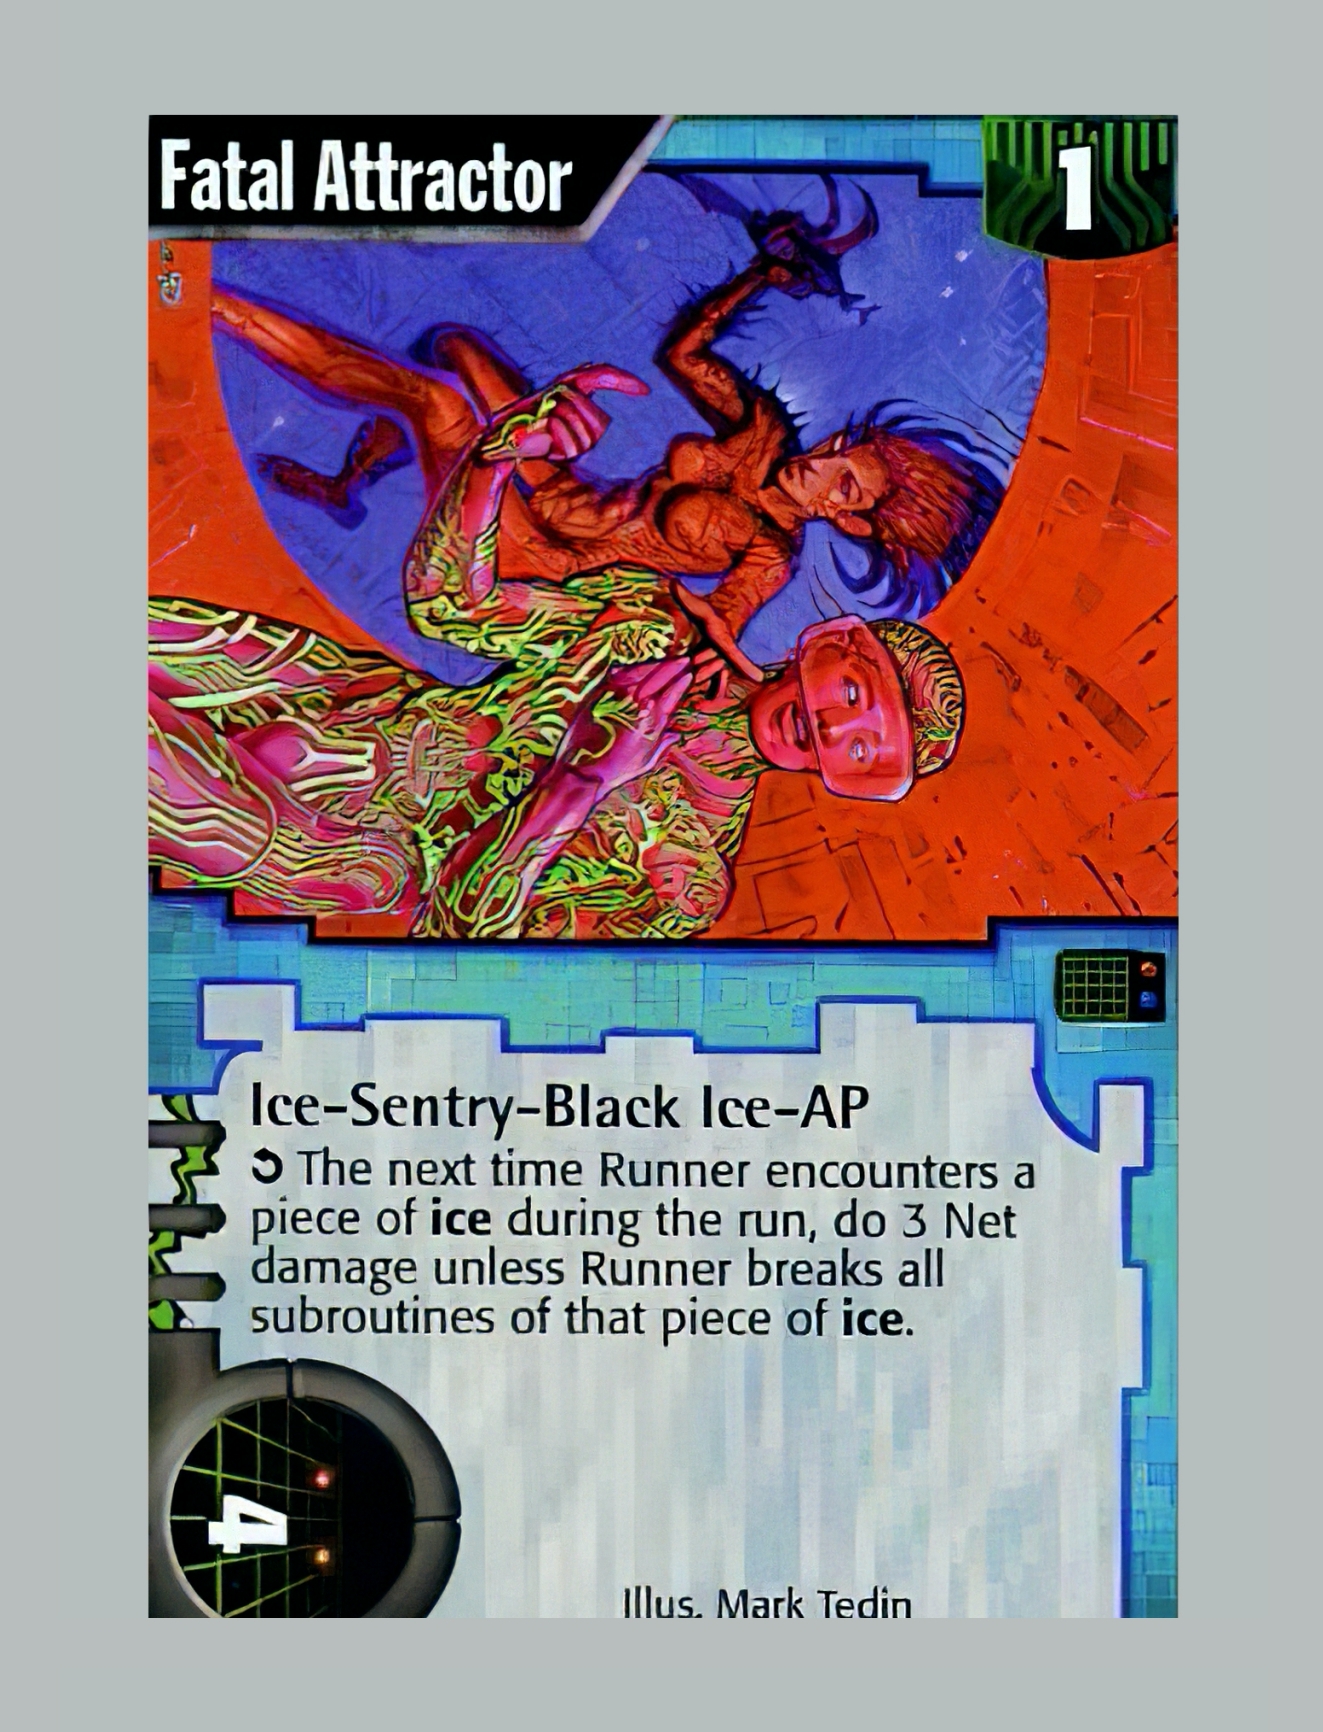 Fatal Attractor
1
Ice-Sentry-Black Ice-AP
The next time Runner encounters a
piece of ice during the run, do 3 Net
damage unless Runner breaks all
subroutines of that piece of ice.
4
Illus. Mark Tedin